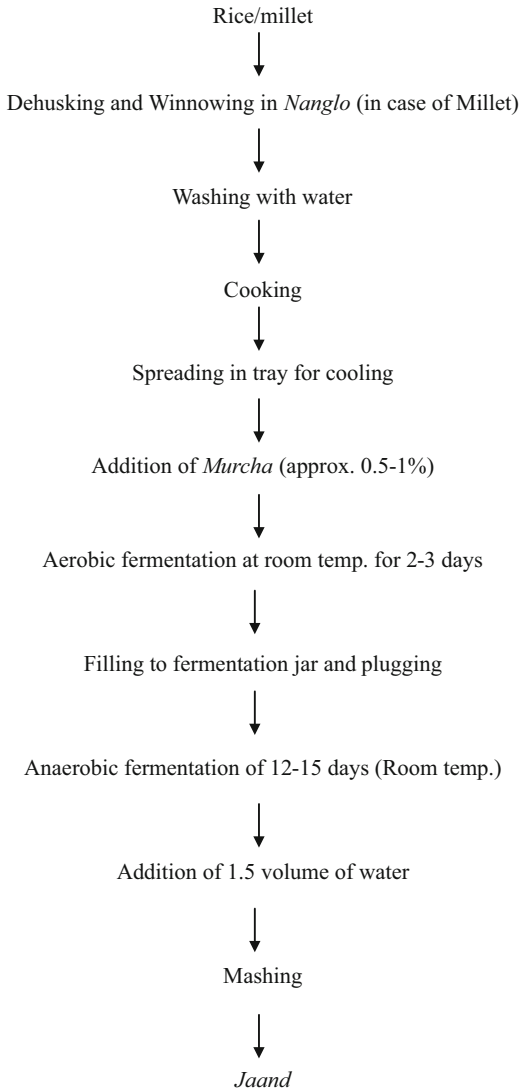 Rice/millet
Dehusking and Winnowing in Nanglo (in case of Millet)
Washing with water
Cooking
Spreading in tray for cooling
Addition of Murcha (approx. 0.5-1%)
Aerobic fermentation at room temp. for 2-3 days
Filling to fermentation jar and plugging
Anaerobic fermentation of 12-15 days (Room temp.)
Addition of 1.5 volume of water
Mashing
Jaand